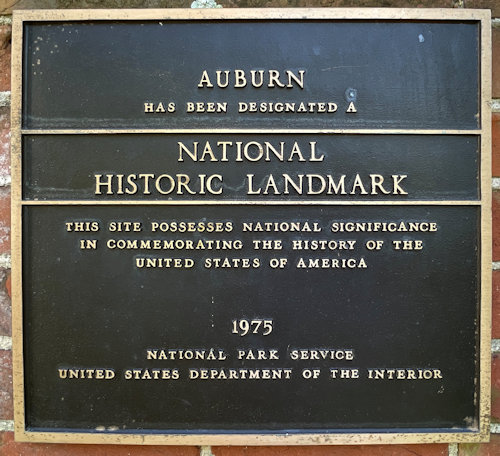 AUBURN
HAS BEEN DESIGNATED A
NATIONAL
HISTORIC LANDMARK
THIS SITE POSSESSES NATIONAL SIGNIFICANCE
IN COMMEMORATING THE HISTORY OF THE
UNITED STATES OF AMERICA
1975
NATIONAL PARK SERVICE
UNITED STATES DEPARTMENT OF THE INTERIOR